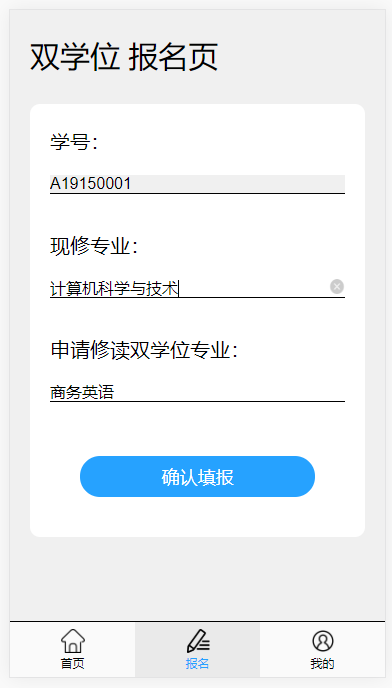 双学位 报名页
学号：
A19150001
现修专业：
计算机科学与技术
申请修读双学位专业：
商务英语
确认填报
首页
报名
我的